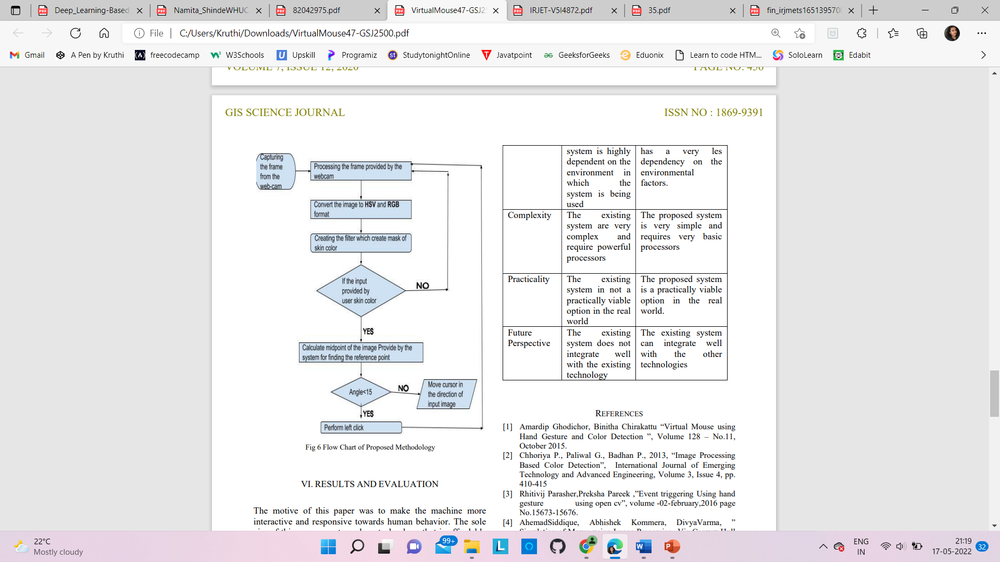 Deep_Learning-Based
Namita_ShindeWHUC
82042975.pdf
VirtualMouse47-GSJ2
IRJET-V5I4872.pdf
35.pdf
fin_irjmets1651395700
File
C:/Users/Kruthi/Downloads/VirtualMouse47-GSJ2500.pdf
Gmail
A Pen by Kruthi
freecodecamp
W3Schools
Upskill
Programiz
StudytonightOnline
Javatpoint
GeeksforGeeks
Eduonix
Learn to code HTM...
SoloLearn
Edabit
VOLUME 7, ISSUE 12, 2020
PAGE NO: 456
GIS SCIENCE JOURNAL
ISSN NO : 1869-9391
Capturing
the frame
from the
web-cam
Processing the frame provided by the
webcam
Convert the image to HSV and RGB
format
Creating the filter which create mask of
skin color
If the input
provided by
user skin color
NO
YES
Calculate midpoint of the image Provide by the
system for finding the reference point
Angle<15
NO
Move cursor in
the direction of
input image
YES
Perform left click
Fig 6 Flow Chart of Proposed Methodology
VI. RESULTS AND EVALUATION
The motive of this paper was to make the machine more
interactive and responsive towards human behavior. The sole
system is highly
dependent on the
environment in
which the
system is being
used
has a very les
dependency on the
environmental
factors.
Complexity
The existing
system are very
complex and
require powerful
processors
The proposed system
is very simple and
requires very basic
processors
Practicality
The existing
system in not a
practically viable
option in the real
world
The proposed system
is a practically viable
option in the real
world.
Future
Perspective
The existing
system does not
integrate well
with the existing
technology
The existing system
can integrate well
with the other
technologies
REFERENCES
[1] Amardip Ghodichor, Binitha Chirakattu “Virtual Mouse using
Hand Gesture and Color Detection ”, Volume 128 – No.11,
October 2015.
[2] Chhoriya P., Paliwal G., Badhan P., 2013, “Image Processing
Based Color Detection”, International Journal of Emerging
Technology and Advanced Engineering, Volume 3, Issue 4, pp.
410-415
[3] Rhitivij Parasher,Preksha Pareek ,”Event triggering Using hand
gesture using open cv”, volume -02-february,2016 page
No.15673-15676.
[4] AhemadSiddique, Abhishek Kommera, DivyaVarma, ”
22°C
Mostly cloudy
99+
ENG
IN
21:19
17-05-2022
32